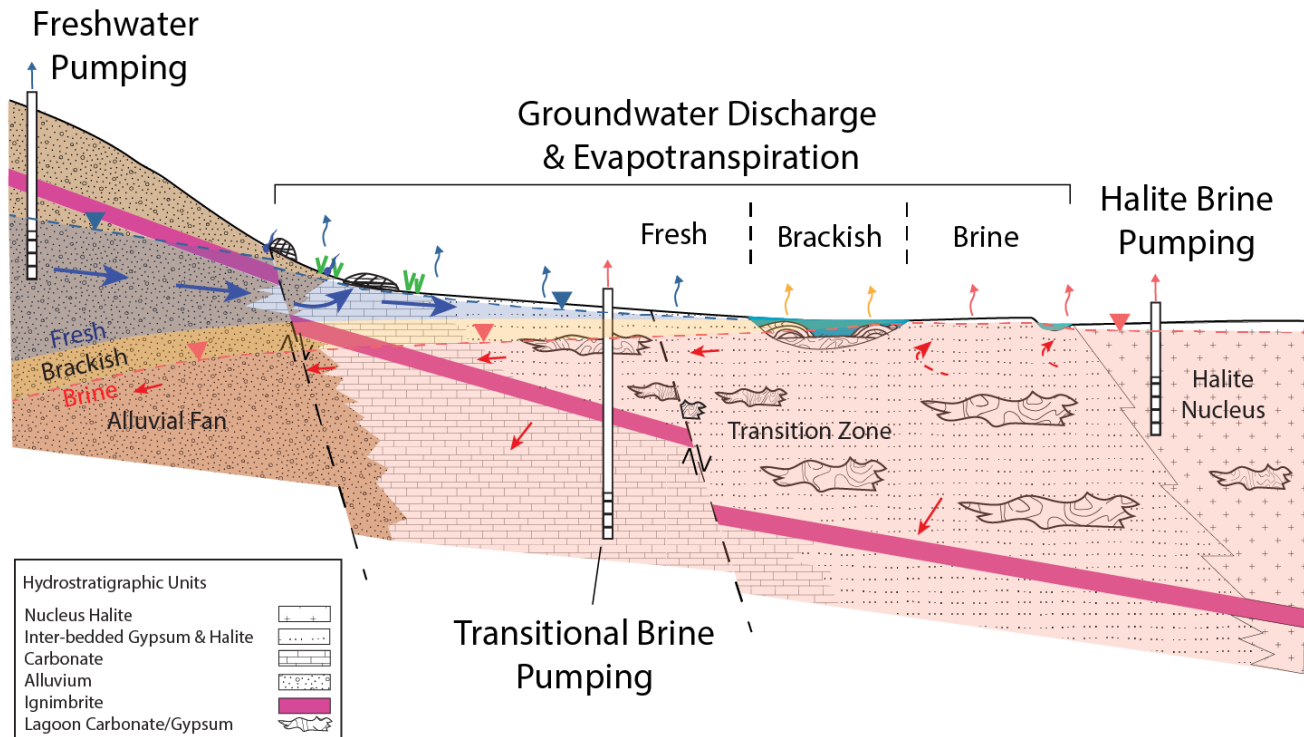 Freshwater
Pumping
Groundwater Discharge
& Evapotranspiration
Fresh
Brackish
Brine
Halite Brine
Pumping
Fresh
Brackish
Brine
Alluvial Fan
Transition Zone
Halite
Nucleus
Transitional Brine
Pumping
Hydrostratigraphic Units
Nucleus Halite
Inter-bedded Gypsum & Halite
Carbonate
Alluvium
Ignimbrite
Lagoon Carbonate/Gypsum